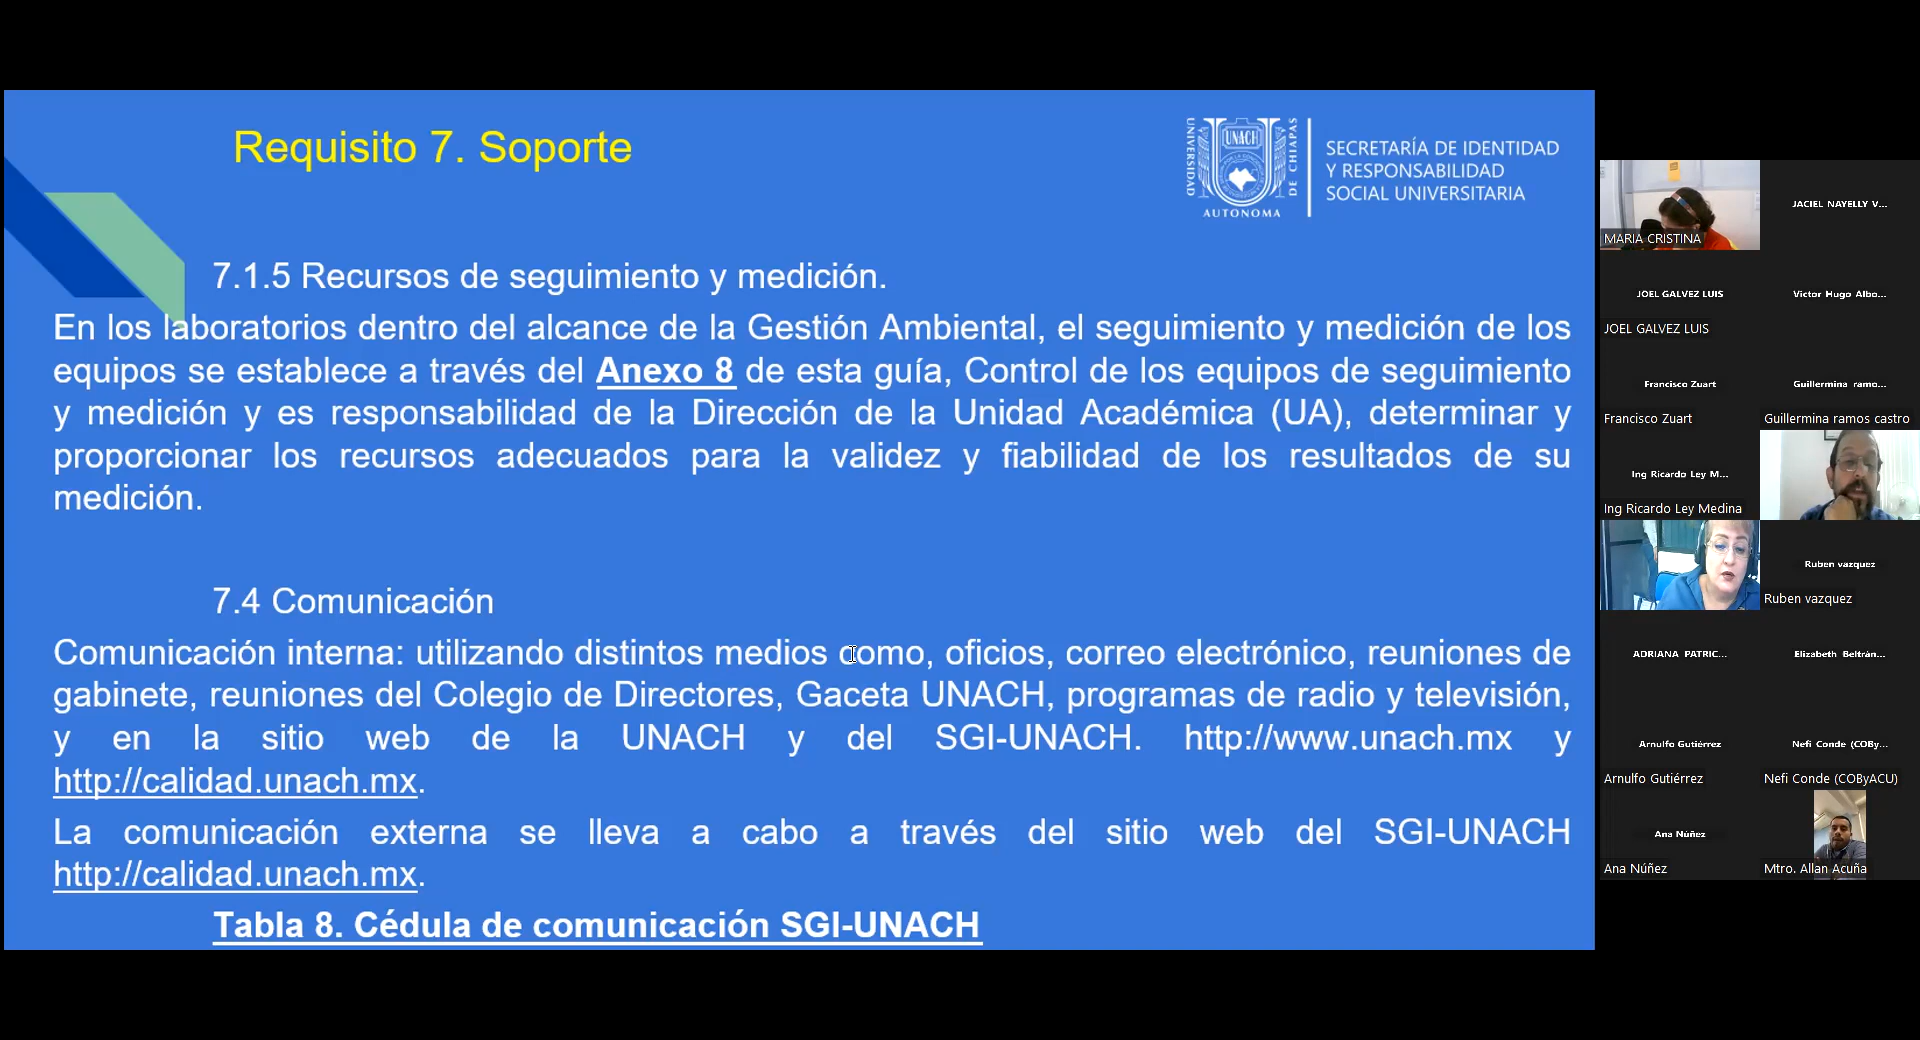 Requisito 7. Soporte
UNIVERSIDAD
UNACH
DE CHIAPAS
AUTONOMA
SECRETARÍA DE IDENTIDAD
Y RESPONSABILIDAD
SOCIAL UNIVERSITARIA
7.1.5 Recursos de seguimiento y medición.
En los laboratorios dentro del alcance de la Gestión Ambiental, el seguimiento y medición de los
equipos se establece a través del Anexo 8 de esta guía, Control de los equipos de seguimiento
y medición y es responsabilidad de la Dirección de la Unidad Académica (UA), determinar y
proporcionar los recursos adecuados para la validez y fiabilidad de los resultados de su
medición.
7.4 Comunicación
Comunicación interna: utilizando distintos medios como, oficios, correo electrónico, reuniones de
gabinete, reuniones del Colegio de Directores, Gaceta UNACH, programas de radio y televisión,
y en la sitio web de la UNACH y del SGI-UNACH. http://www.unach.mx y
http://calidad.unach.mx.
La comunicación externa se lleva a cabo a través del sitio web del SGI-UNACH
http://calidad.unach.mx.
Tabla 8. Cédula de comunicación SGI-UNACH
MARIA CRISTINA
JACIEL NAYELLY V...
JOEL GALVEZ LUIS
JOEL GALVEZ LUIS
Victor Hugo Albo...
Francisco Zuart
Francisco Zuart
Guillermina ramo...
Guillermina ramos castro
Ing Ricardo Ley M...
Ing Ricardo Ley Medina
Ruben vazquez
Ruben vazquez
ADRIANA PATRIC...
Elizabeth Beltrán...
Arnulfo Gutiérrez
Arnulfo Gutiérrez
Nefi Conde (COBy...
Nefi Conde (COByACU)
Ana Núñez
Ana Núñez
Mtro. Allan Acuña